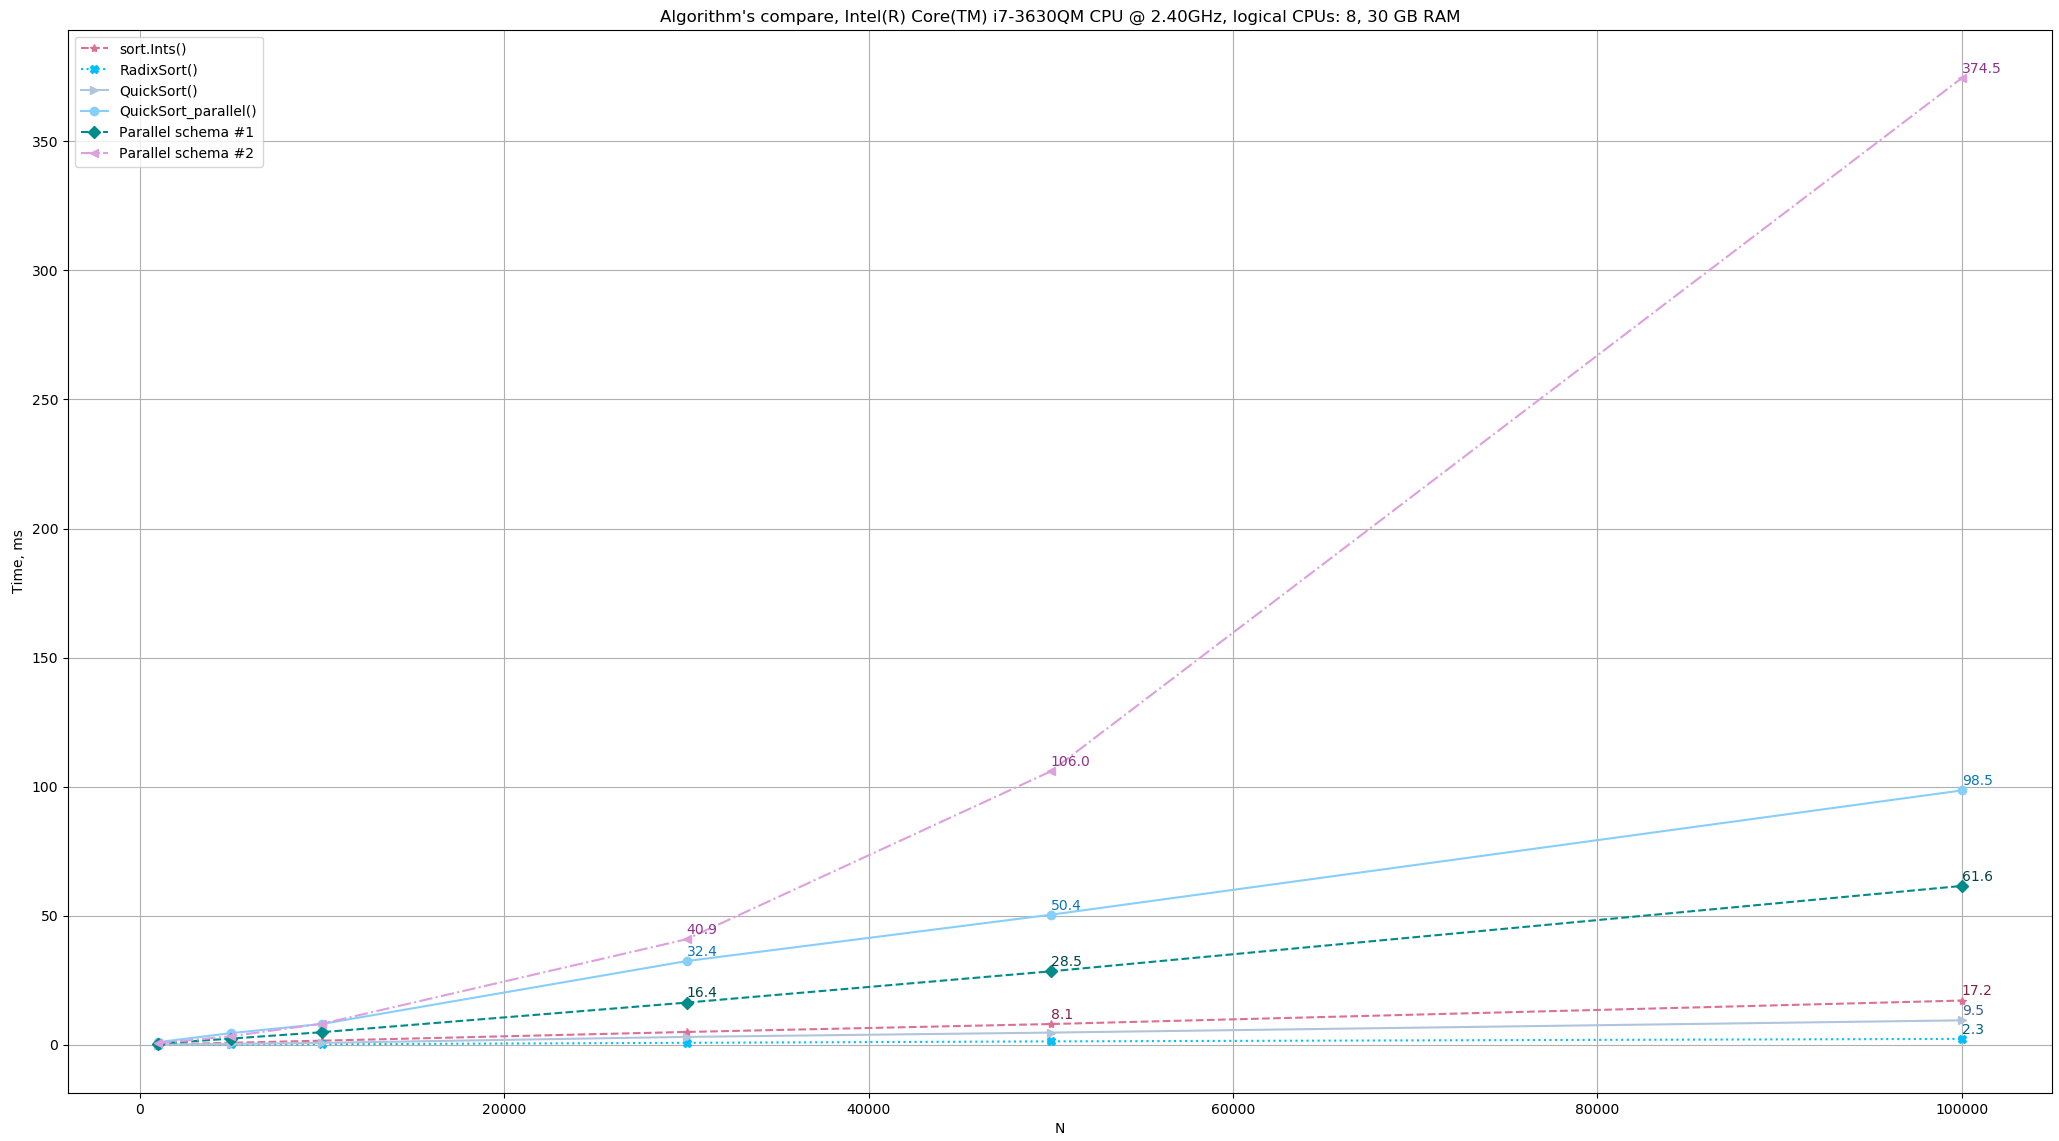 Algorithm's compare, Intel(R) Core(TM) i7-3630QM CPU @ 2.40GHz, logical CPUs: 8, 30 GB RAM
sort.Ints()
RadixSort()
QuickSort()
QuickSort_parallel()
Parallel schema #1
Parallel schema #2
374.5
350
300
250
200
150
106.0
100
98.5
61.6
50.4
50
40.9
32.4
28.5
16.4
17.2
8.1
9.5
2.3
0
Time, ms
0 20000 40000 60000 80000 100000
N